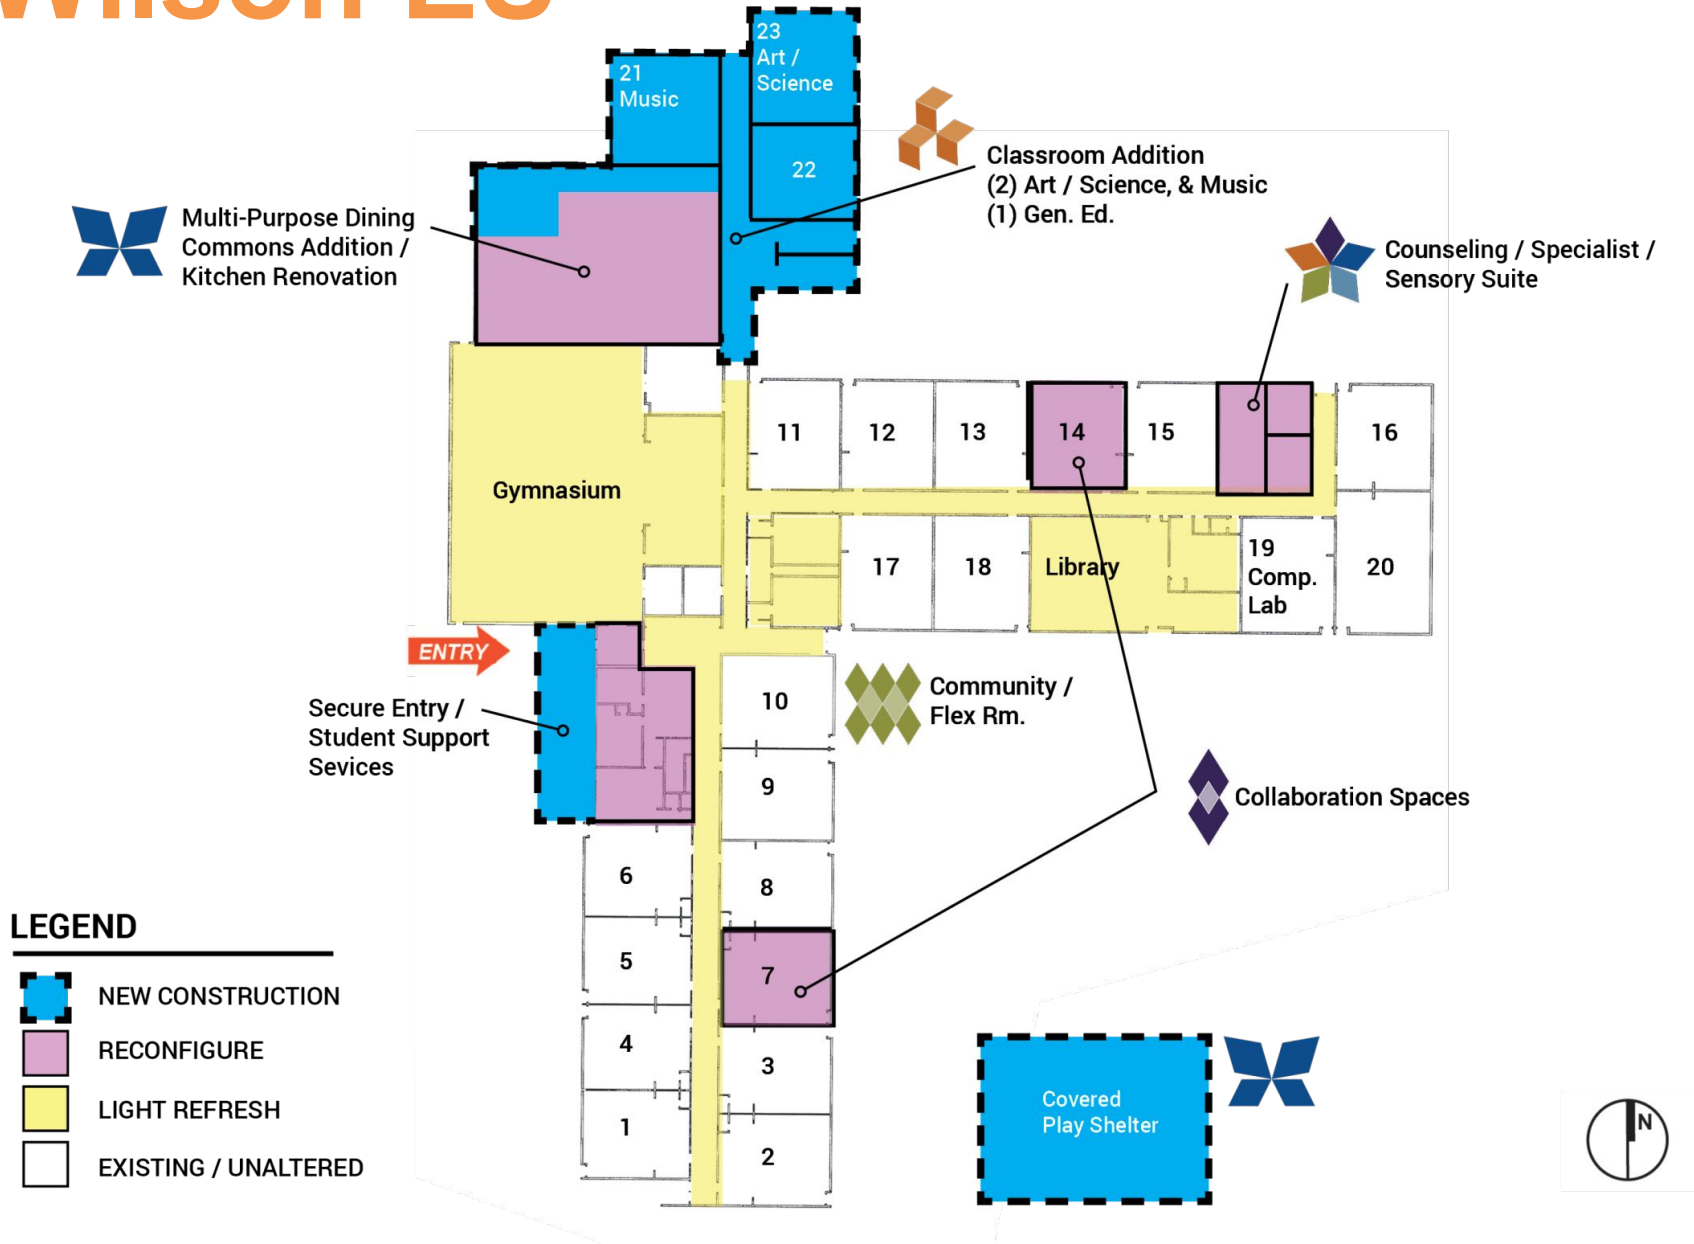 Wilson ES
23
Art /
Science
21
Music
22
Classroom Addition
(2) Art / Science, & Music
(1) Gen. Ed.
Multi-Purpose Dining
Commons Addition /
Kitchen Renovation
Counseling / Specialist /
Sensory Suite
11
12
13
14
15
16
Gymnasium
17
18
Library
19
Comp.
Lab
20
ENTRY
Secure Entry /
Student Support
Sevices
10
Community /
Flex Rm.
9
Collaboration Spaces
6
8
5
7
4
3
1
2
LEGEND
NEW CONSTRUCTION
RECONFIGURE
LIGHT REFRESH
EXISTING / UNALTERED
Covered
Play Shelter
N